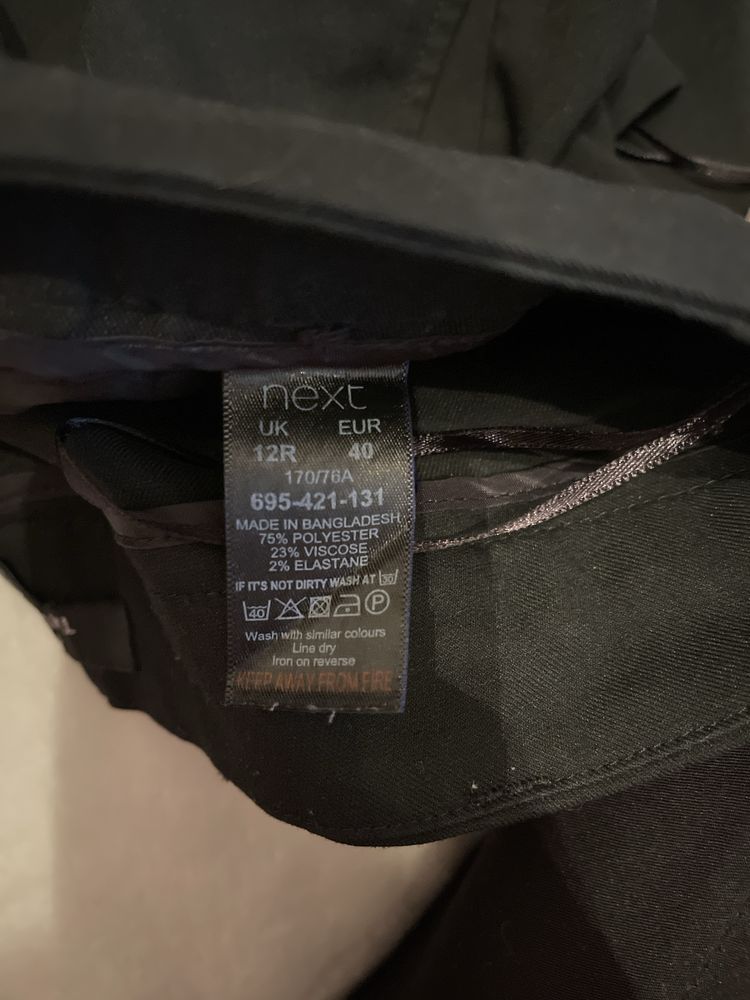 next
UK EUR
12R 40
170/76A
695-421-131
MADE IN BANGLADESH
75% POLYESTER
23% VISCOSE
2% ELASTANE
IF IT'S NOT DIRTY WASH AT 30
40 P
Wash with similar colours
Line dry
Iron on reverse
KEEP AWAY FROM FIRE